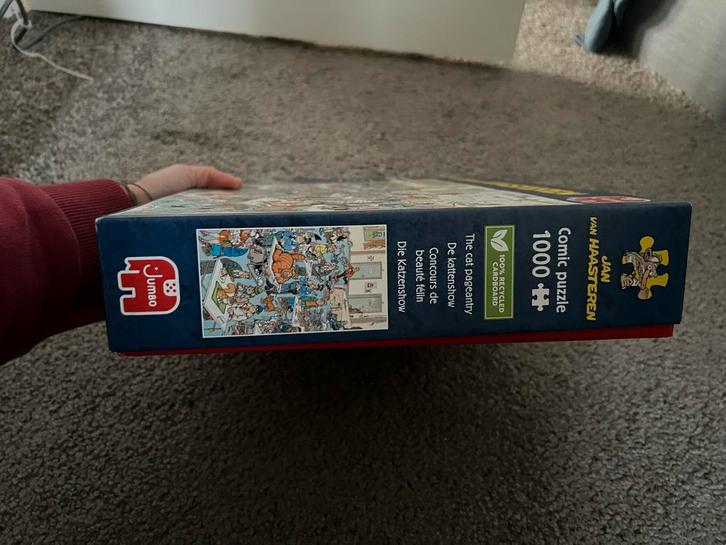 JAN
VAN HAASTEREN
Comic puzzle
1000
100% RECYCLED
CARDBOARD
The cat pageantry
De kattenshow
Concours de
beauté félin
Die Katzenshow
Jumbo